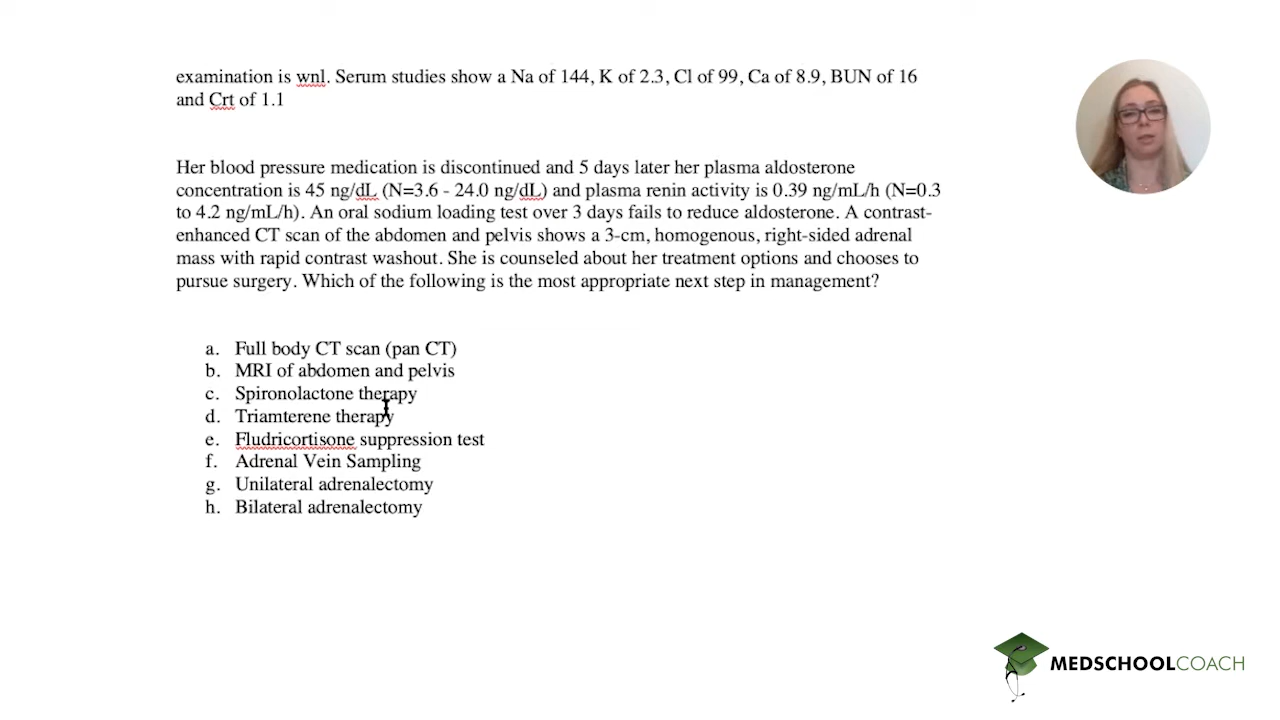 examination is wnl. Serum studies show a Na of 144, K of 2.3, Cl of 99, Ca of 8.9, BUN of 16
and Crt of 1.1
Her blood pressure medication is discontinued and 5 days later her plasma aldosterone
concentration is 45 ng/dL (N=3.6 - 24.0 ng/dL) and plasma renin activity is 0.39 ng/mL/h (N=0.3
to 4.2 ng/mL/h). An oral sodium loading test over 3 days fails to reduce aldosterone. A contrast-
enhanced CT scan of the abdomen and pelvis shows a 3-cm, homogenous, right-sided adrenal
mass with rapid contrast washout. She is counseled about her treatment options and chooses to
pursue surgery. Which of the following is the most appropriate next step in management?
a. Full body CT scan (pan CT)
b. MRI of abdomen and pelvis
c. Spironolactone therapy
d. Triamterene therapy
e. Fludricortisone suppression test
f. Adrenal Vein Sampling
g. Unilateral adrenalectomy
h. Bilateral adrenalectomy
MEDSCHOOLCOACH